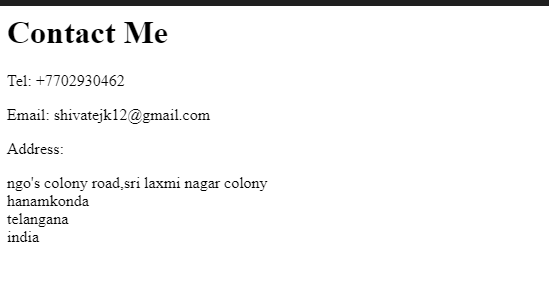 Contact Me
Tel: +7702930462
Email: shivatejk12@gmail.com
Address:
ngo's colony road,sri laxmi nagar colony
hanamkonda
telangana
india